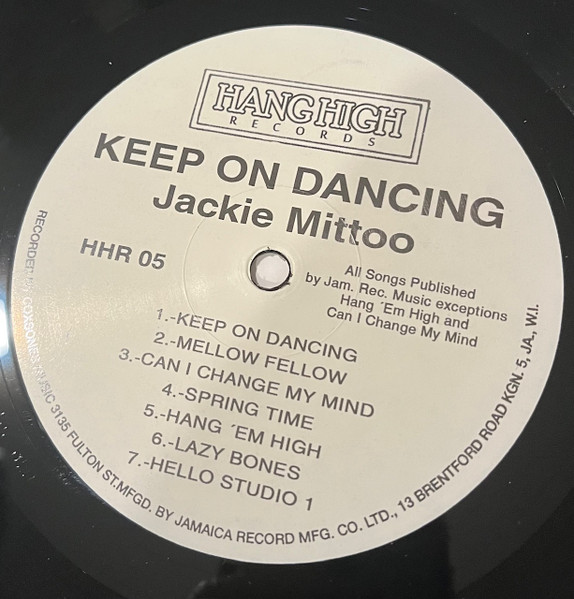 HANG HIGH
RECORDS
KEEP ON DANCING
Jackie Mittoo
HHR 05
All Songs Published
by Jam. Rec. Music exceptions
Hang ´Em High and
Can I Change My Mind
1.-KEEP ON DANCING
2.-MELLOW FELLOW
3.-CAN I CHANGE MY MIND
4.-SPRING TIME
5.-HANG ´EM HIGH
6.-LAZY BONES
7.-HELLO STUDIO 1
RECORDED COXSONES MUSIC 3135 FULTON ST.MFGD. BY JAMAICA RECORD MFG. CO. LTD., 13 BRENTFORD ROAD KGN. 5, JA., W.I.